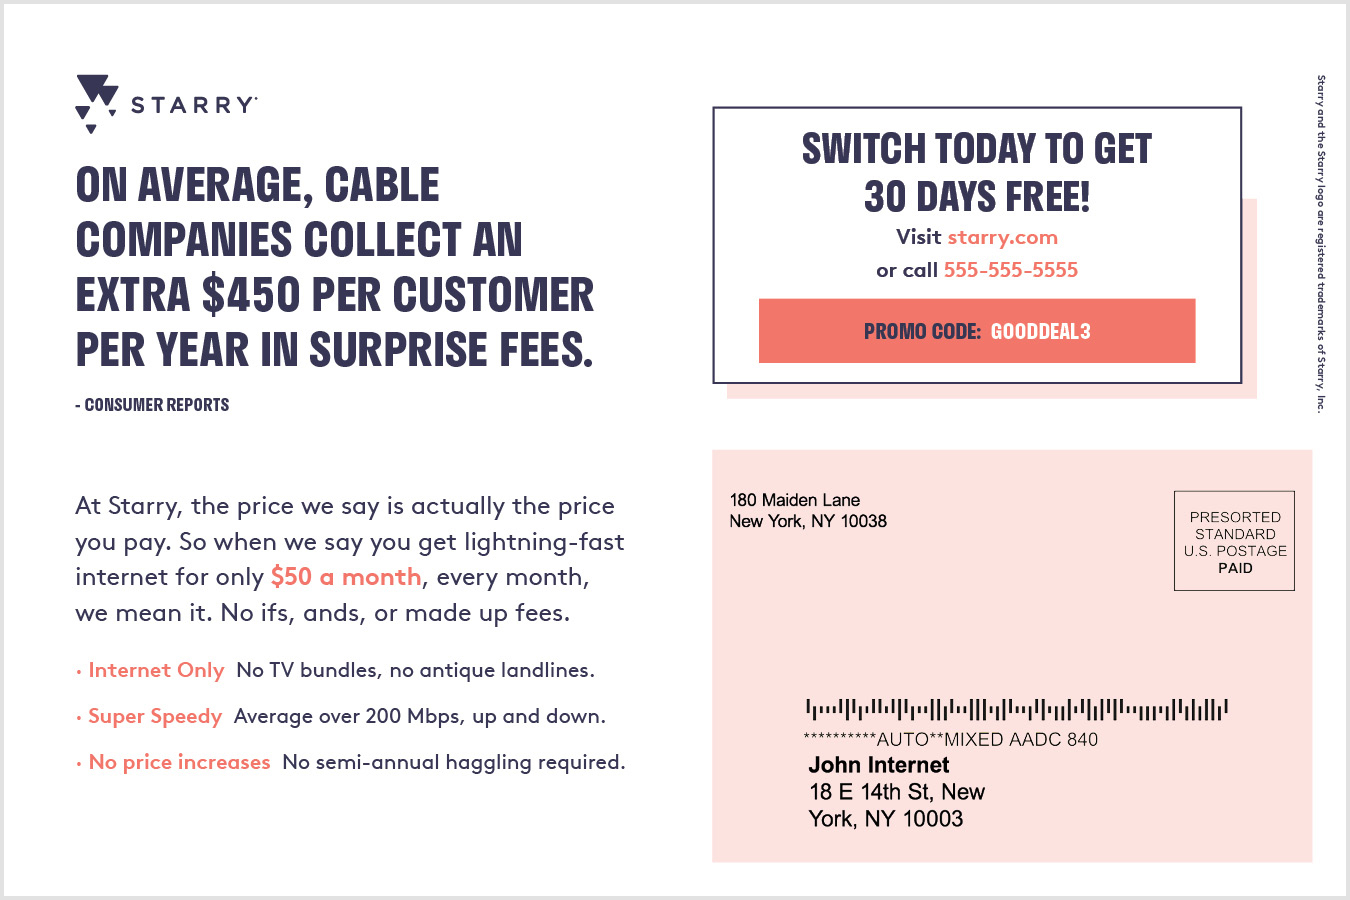 STARRY
ON AVERAGE, CABLE
COMPANIES COLLECT AN
EXTRA $450 PER CUSTOMER
PER YEAR IN SURPRISE FEES.
- CONSUMER REPORTS
At Starry, the price we say is actually the price
you pay. So when we say you get lightning-fast
internet for only $50 a month, every month,
we mean it. No ifs, ands, or made up fees.
· Internet Only No TV bundles, no antique landlines.
· Super Speedy Average over 200 Mbps, up and down.
· No price increases No semi-annual haggling required.
SWITCH TODAY TO GET
30 DAYS FREE!
Visit starry.com
or call 555-555-5555
PROMO CODE: GOODDEAL3
Starry and the Starry logo are registered trademarks of Starry, Inc.
180 Maiden Lane
New York, NY 10038
PRESORTED
STANDARD
U.S. POSTAGE
PAID
**********AUTO**MIXED AADC 840
John Internet
18 E 14th St, New
York, NY 10003